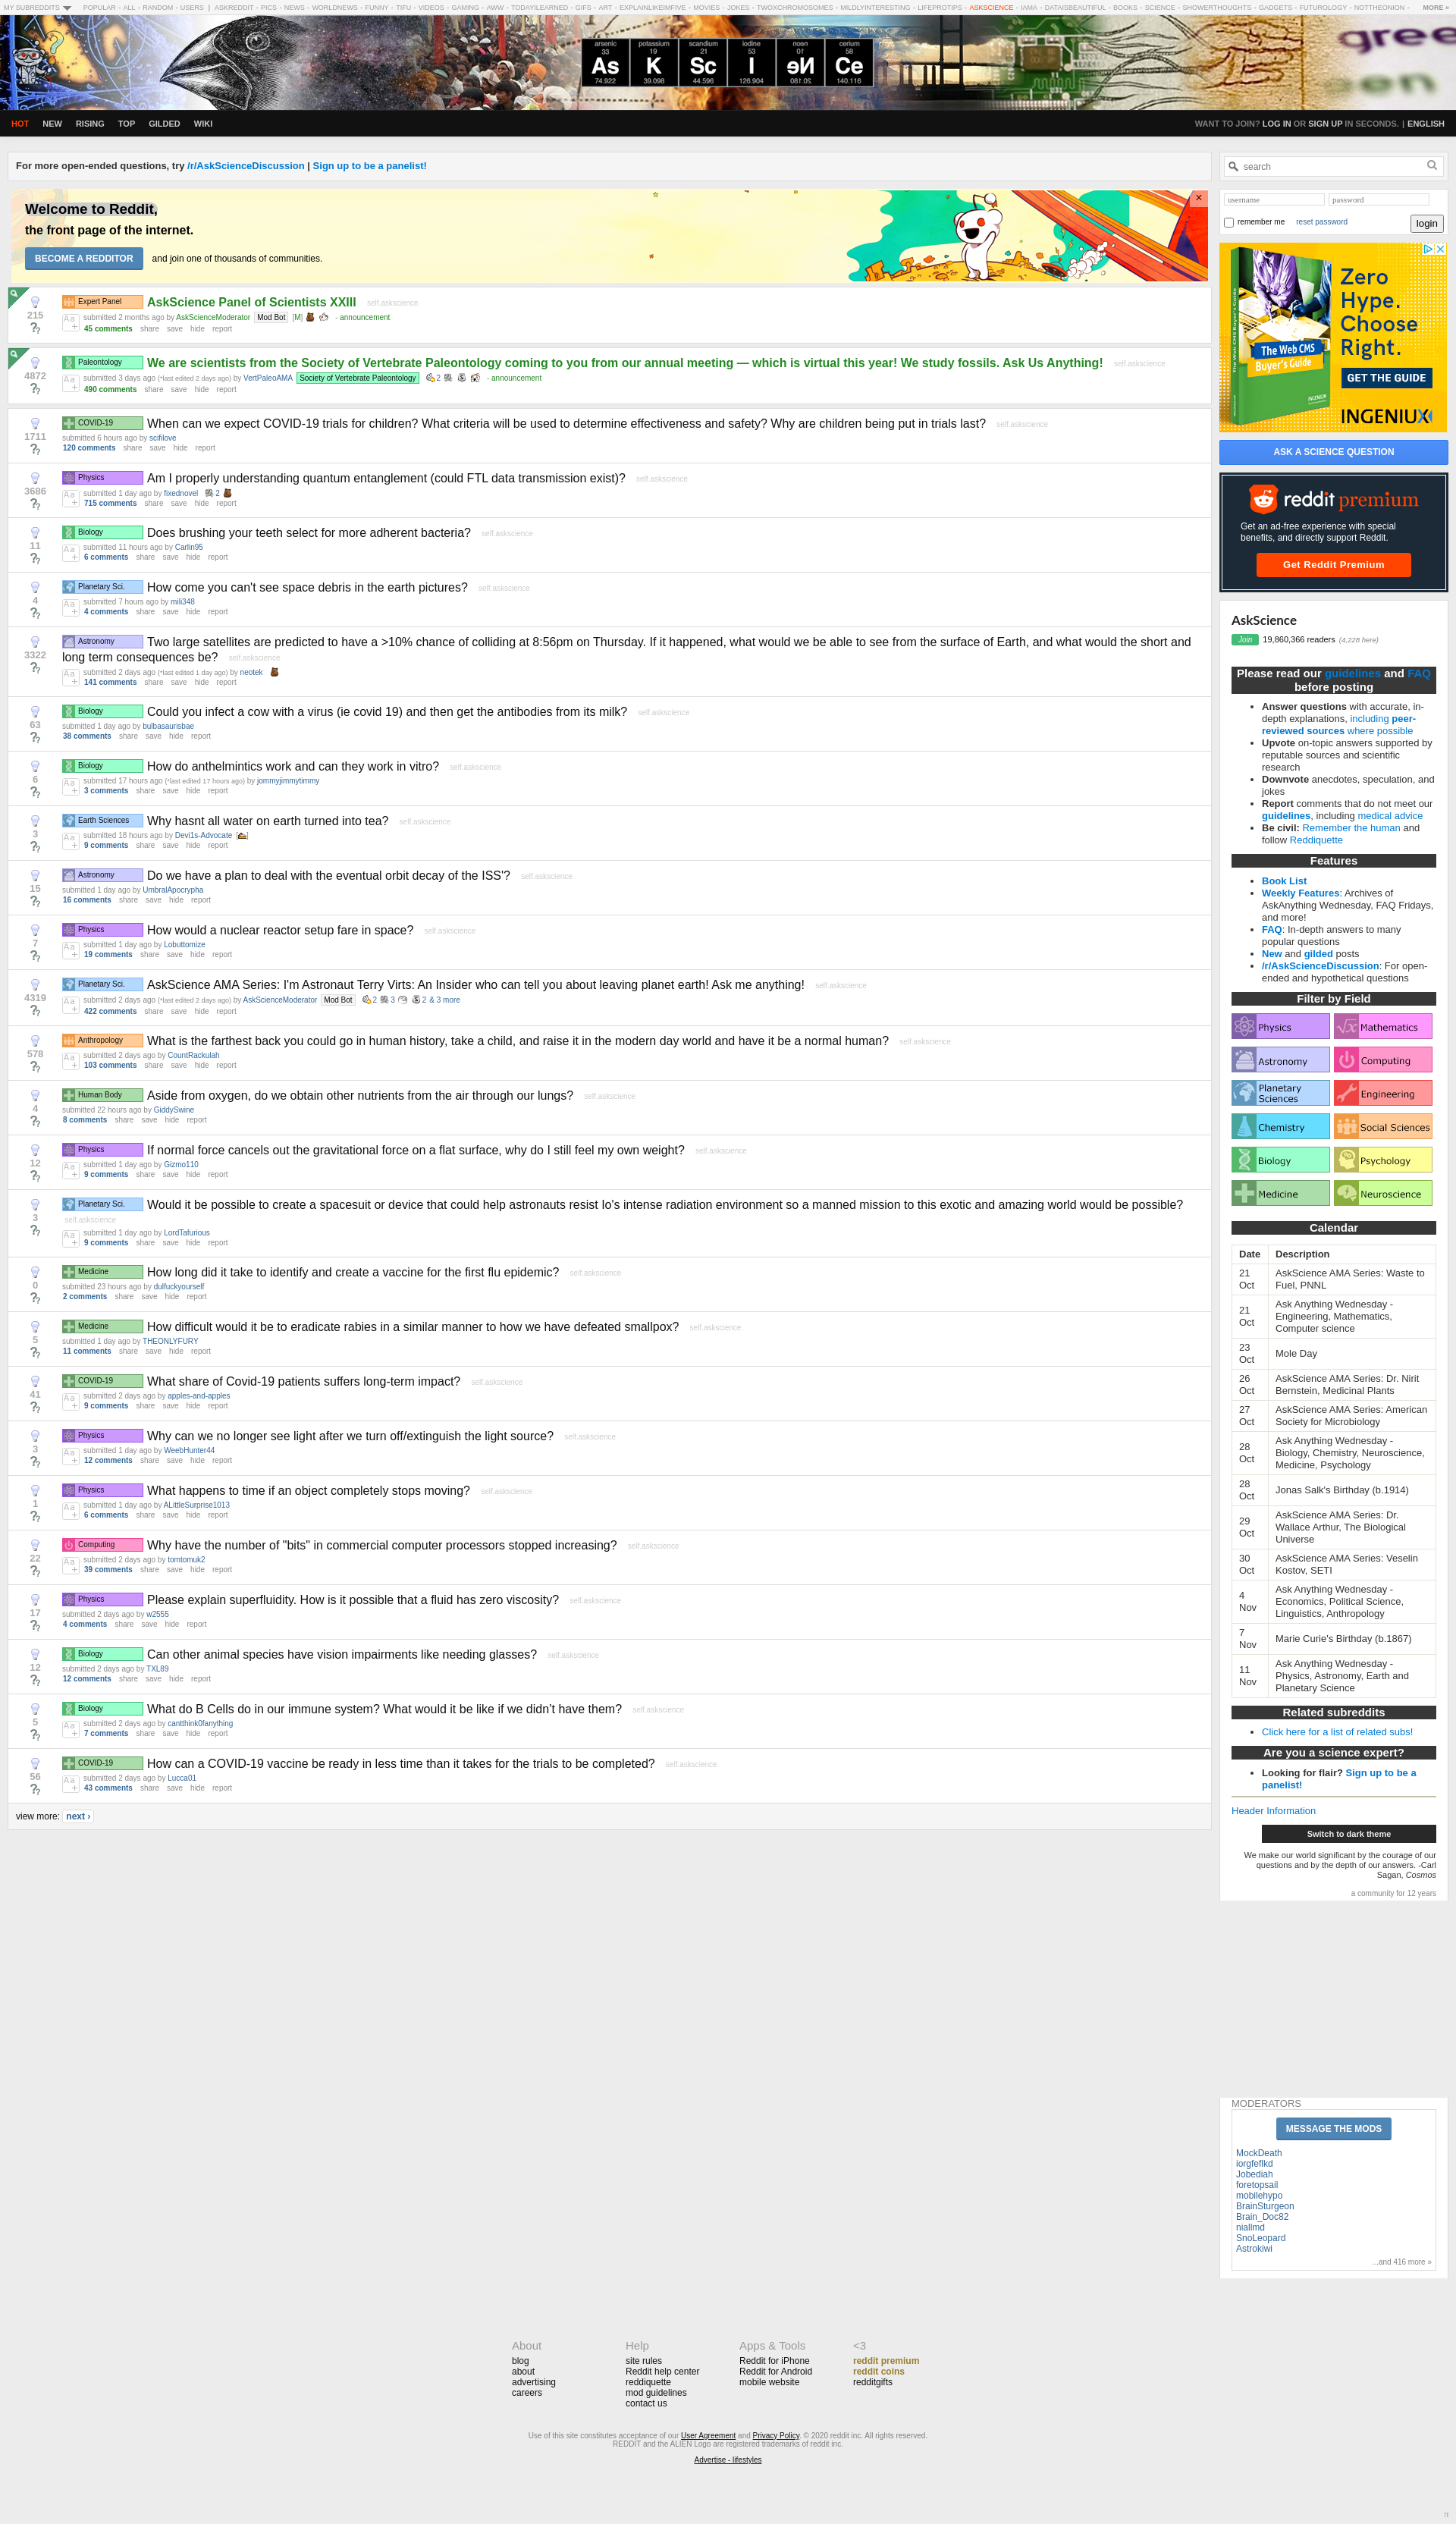 MY SUBREDDITS POPULAR - ALL - RANDOM - USERS | ASKREDDIT - PICS - NEWS - WORLDNEWS - FUNNY - TIFU - VIDEOS - GAMING - AWW - TODAYILEARNED - GIFS - ART - EXPLAINLIKEIMFIVE - MOVIES - JOKES - TWOXCHROMOSOMES - MILDLYINTERESTING - LIFEPROTIPS - ASKSCIENCE - IAMA - DATAISBEAUTIFUL - BOOKS - SCIENCE - SHOWERTHOUGHTS - GADGETS - FUTUROLOGY - NOTTHEONION - MORE »
arsenic 33 As 74.922
potassium 19 K 39.098
scandium 21 Sc 44.596
iodine 53 I 126.904
neon 10 Ne 20.180
cerium 58 Ce 140.116
HOT NEW RISING TOP GILDED WIKI
WANT TO JOIN? LOG IN OR SIGN UP IN SECONDS. | ENGLISH
For more open-ended questions, try /r/AskScienceDiscussion | Sign up to be a panelist!
Welcome to Reddit,
the front page of the internet.
BECOME A REDDITOR and join one of thousands of communities.
×
215
Expert Panel AskScience Panel of Scientists XXIII self.askscience
submitted 2 months ago by AskScienceModerator Mod Bot [M] - announcement
45 comments share save hide report
4872
Paleontology We are scientists from the Society of Vertebrate Paleontology coming to you from our annual meeting — which is virtual this year! We study fossils. Ask Us Anything! self.askscience
submitted 3 days ago (*last edited 2 days ago) by VertPaleoAMA Society of Vertebrate Paleontology 2 - announcement
490 comments share save hide report
1711
COVID-19 When can we expect COVID-19 trials for children? What criteria will be used to determine effectiveness and safety? Why are children being put in trials last? self.askscience
submitted 6 hours ago by scifilove
120 comments share save hide report
3686
Physics Am I properly understanding quantum entanglement (could FTL data transmission exist)? self.askscience
submitted 1 day ago by fixednovel 2
715 comments share save hide report
11
Biology Does brushing your teeth select for more adherent bacteria? self.askscience
submitted 11 hours ago by Carlin95
6 comments share save hide report
4
Planetary Sci. How come you can't see space debris in the earth pictures? self.askscience
submitted 7 hours ago by mili348
4 comments share save hide report
3322
Astronomy Two large satellites are predicted to have a >10% chance of colliding at 8:56pm on Thursday. If it happened, what would we be able to see from the surface of Earth, and what would the short and
long term consequences be? self.askscience
submitted 2 days ago (*last edited 1 day ago) by neotek
141 comments share save hide report
63
Biology Could you infect a cow with a virus (ie covid 19) and then get the antibodies from its milk? self.askscience
submitted 1 day ago by bulbasaurisbae
38 comments share save hide report
6
Biology How do anthelmintics work and can they work in vitro? self.askscience
submitted 17 hours ago (*last edited 17 hours ago) by jommyjimmytimmy
3 comments share save hide report
3
Earth Sciences Why hasnt all water on earth turned into tea? self.askscience
submitted 18 hours ago by Devi1s-Advocate
9 comments share save hide report
15
Astronomy Do we have a plan to deal with the eventual orbit decay of the ISS'? self.askscience
submitted 1 day ago by UmbralApocrypha
16 comments share save hide report
7
Physics How would a nuclear reactor setup fare in space? self.askscience
submitted 1 day ago by Lobuttomize
19 comments share save hide report
4319
Planetary Sci. AskScience AMA Series: I'm Astronaut Terry Virts: An Insider who can tell you about leaving planet earth! Ask me anything! self.askscience
submitted 2 days ago (*last edited 2 days ago) by AskScienceModerator Mod Bot 2 3 2 & 3 more
422 comments share save hide report
578
Anthropology What is the farthest back you could go in human history, take a child, and raise it in the modern day world and have it be a normal human? self.askscience
submitted 2 days ago by CountRackulah
103 comments share save hide report
4
Human Body Aside from oxygen, do we obtain other nutrients from the air through our lungs? self.askscience
submitted 22 hours ago by GiddySwine
8 comments share save hide report
12
Physics If normal force cancels out the gravitational force on a flat surface, why do I still feel my own weight? self.askscience
submitted 1 day ago by Gizmo110
9 comments share save hide report
3
Planetary Sci. Would it be possible to create a spacesuit or device that could help astronauts resist Io's intense radiation environment so a manned mission to this exotic and amazing world would be possible?
self.askscience
submitted 1 day ago by LordTafurious
9 comments share save hide report
0
Medicine How long did it take to identify and create a vaccine for the first flu epidemic? self.askscience
submitted 23 hours ago by dulfuckyourself
2 comments share save hide report
5
Medicine How difficult would it be to eradicate rabies in a similar manner to how we have defeated smallpox? self.askscience
submitted 1 day ago by THEONLYFURY
11 comments share save hide report
41
COVID-19 What share of Covid-19 patients suffers long-term impact? self.askscience
submitted 2 days ago by apples-and-apples
9 comments share save hide report
3
Physics Why can we no longer see light after we turn off/extinguish the light source? self.askscience
submitted 1 day ago by WeebHunter44
12 comments share save hide report
1
Physics What happens to time if an object completely stops moving? self.askscience
submitted 1 day ago by ALittleSurprise1013
6 comments share save hide report
22
Computing Why have the number of "bits" in commercial computer processors stopped increasing? self.askscience
submitted 2 days ago by tomtomuk2
39 comments share save hide report
17
Physics Please explain superfluidity. How is it possible that a fluid has zero viscosity? self.askscience
submitted 2 days ago by w2555
4 comments share save hide report
12
Biology Can other animal species have vision impairments like needing glasses? self.askscience
submitted 2 days ago by TXL89
12 comments share save hide report
5
Biology What do B Cells do in our immune system? What would it be like if we didn't have them? self.askscience
submitted 2 days ago by cantthink0fanything
7 comments share save hide report
56
COVID-19 How can a COVID-19 vaccine be ready in less time than it takes for the trials to be completed? self.askscience
submitted 2 days ago by Lucca01
43 comments share save hide report
view more: next ›
search
username password
remember me reset password login
Zero
Hype.
Choose
Right.
The Web CMS
Buyer's Guide
GET THE GUIDE
INGENIUX
ASK A SCIENCE QUESTION
reddit premium
Get an ad-free experience with special
benefits, and directly support Reddit.
Get Reddit Premium
AskScience
Join 19,860,366 readers (4,228 here)
Please read our guidelines and FAQ
before posting
• Answer questions with accurate, in-
depth explanations, including peer-
reviewed sources where possible
• Upvote on-topic answers supported by
reputable sources and scientific
research
• Downvote anecdotes, speculation, and
jokes
• Report comments that do not meet our
guidelines, including medical advice
• Be civil: Remember the human and
follow Reddiquette
Features
• Book List
• Weekly Features: Archives of
AskAnything Wednesday, FAQ Fridays,
and more!
• FAQ: In-depth answers to many
popular questions
• New and gilded posts
• /r/AskScienceDiscussion: For open-
ended and hypothetical questions
Filter by Field
Physics Mathematics
Astronomy Computing
Planetary Sciences Engineering
Chemistry Social Sciences
Biology Psychology
Medicine Neuroscience
Calendar
Date Description
21 Oct AskScience AMA Series: Waste to
Fuel, PNNL
21 Oct Ask Anything Wednesday -
Engineering, Mathematics,
Computer science
23 Oct Mole Day
26 Oct AskScience AMA Series: Dr. Nirit
Bernstein, Medicinal Plants
27 Oct AskScience AMA Series: American
Society for Microbiology
28 Oct Ask Anything Wednesday -
Biology, Chemistry, Neuroscience,
Medicine, Psychology
28 Oct Jonas Salk's Birthday (b.1914)
29 Oct AskScience AMA Series: Dr.
Wallace Arthur, The Biological
Universe
30 Oct AskScience AMA Series: Veselin
Kostov, SETI
4 Nov Ask Anything Wednesday -
Economics, Political Science,
Linguistics, Anthropology
7 Nov Marie Curie's Birthday (b.1867)
11 Nov Ask Anything Wednesday -
Physics, Astronomy, Earth and
Planetary Science
Related subreddits
• Click here for a list of related subs!
Are you a science expert?
• Looking for flair? Sign up to be a
panelist!
Header Information
Switch to dark theme
We make our world significant by the courage of our
questions and by the depth of our answers. -Carl
Sagan, Cosmos
a community for 12 years
MODERATORS
MESSAGE THE MODS
MockDeath
iorgfeflkd
Jobediah
foretopsail
mobilehypo
BrainSturgeon
Brain_Doc82
niallmd
SnoLeopard
Astrokiwi
...and 416 more »
About
blog
about
advertising
careers
Help
site rules
Reddit help center
reddiquette
mod guidelines
contact us
Apps & Tools
Reddit for iPhone
Reddit for Android
mobile website
<3
reddit premium
reddit coins
redditgifts
Use of this site constitutes acceptance of our User Agreement and Privacy Policy. © 2020 reddit inc. All rights reserved.
REDDIT and the ALIEN Logo are registered trademarks of reddit inc.
Advertise - lifestyles
π